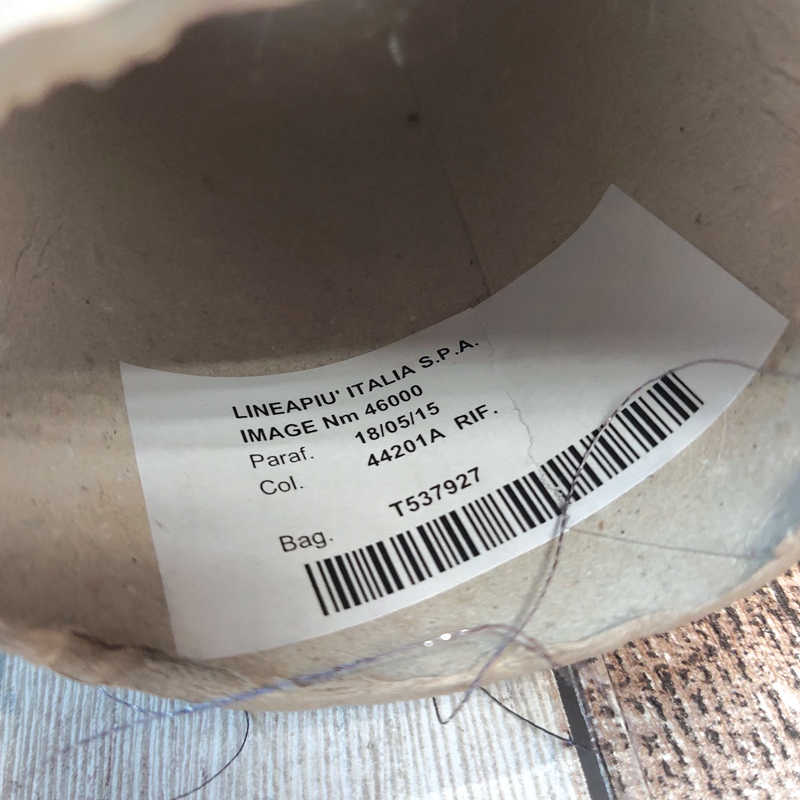 LINEAPIU' ITALIA S.P.A.
IMAGE Nm 46000
Paraf. 18/05/15
Col. 44201A RIF.
Bag. T537927